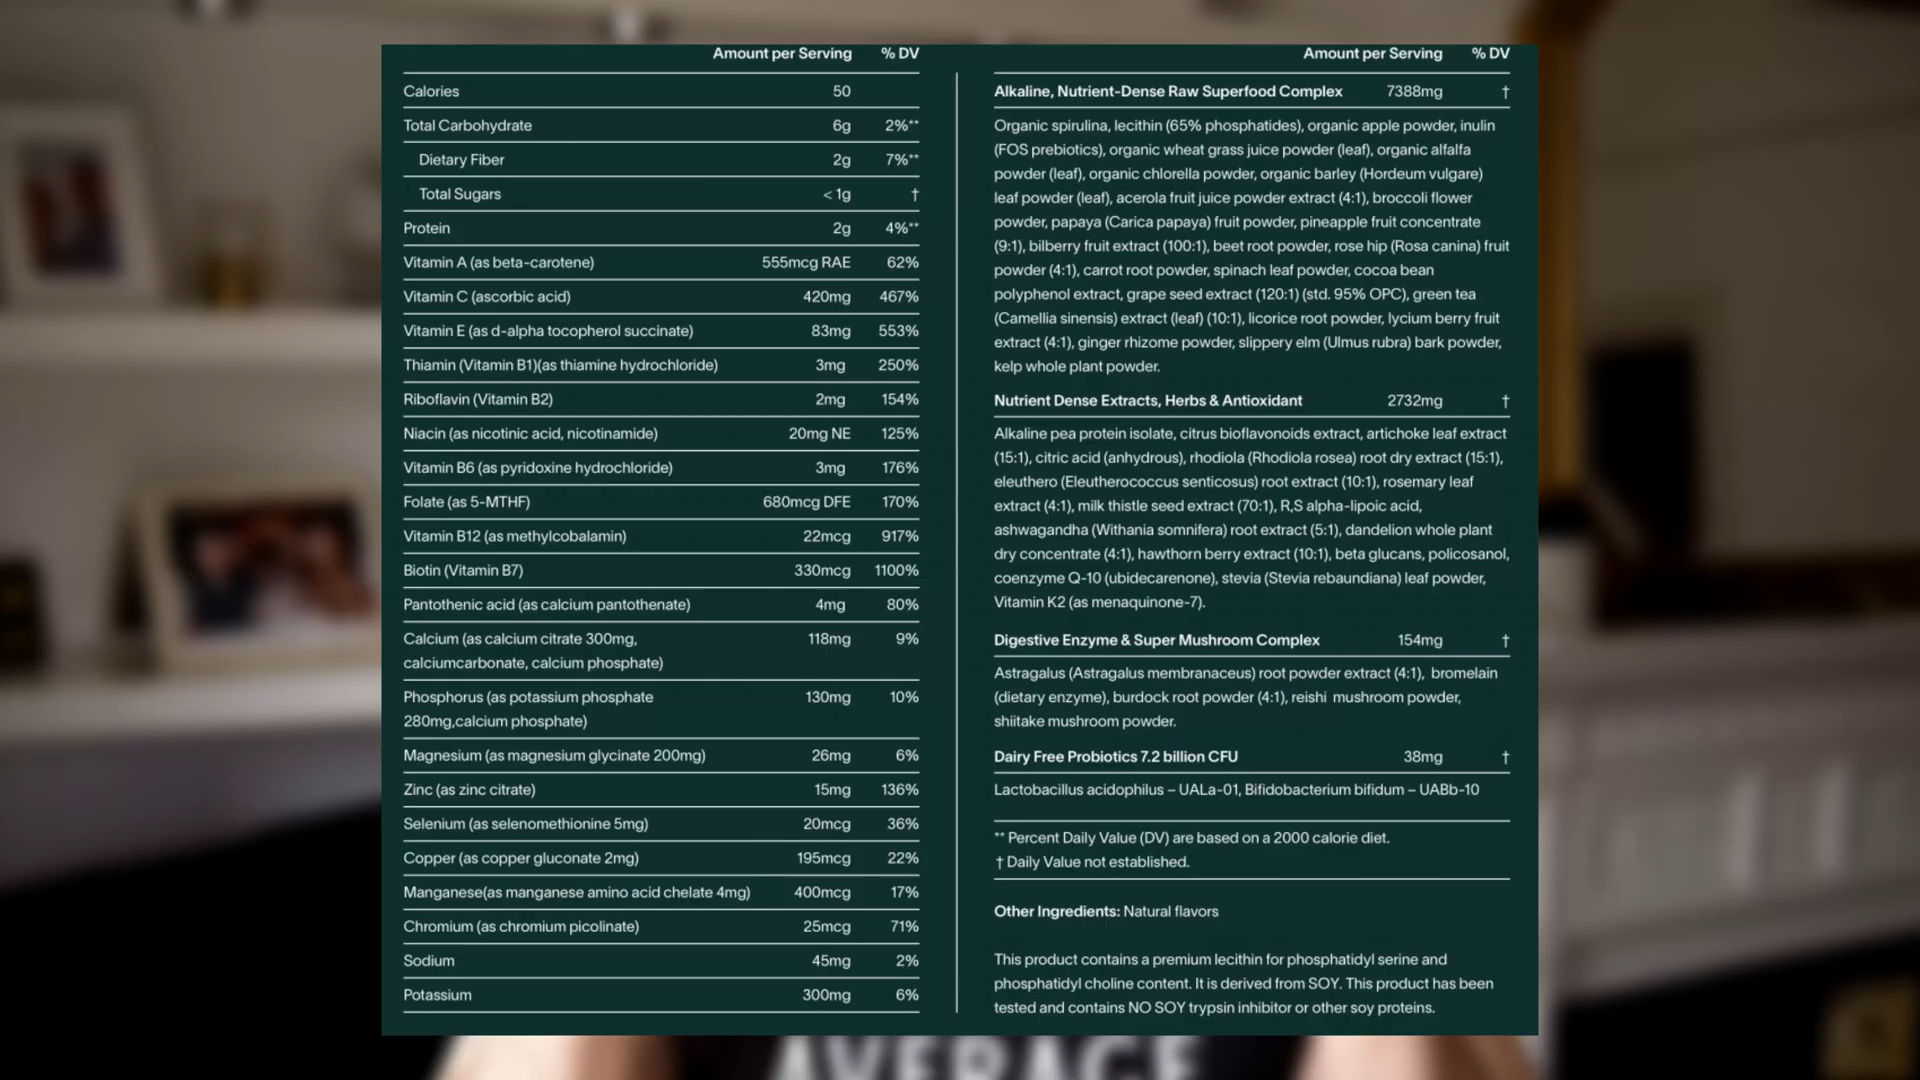 Amount per Serving % DV
Calories 50
Total Carbohydrate 6g 2%**
Dietary Fiber 2g 7%**
Total Sugars < 1g †
Protein 2g 4%**
Vitamin A (as beta-carotene) 555mcg RAE 62%
Vitamin C (ascorbic acid) 420mg 467%
Vitamin E (as d-alpha tocopherol succinate) 83mg 553%
Thiamin (Vitamin B1)(as thiamine hydrochloride) 3mg 250%
Riboflavin (Vitamin B2) 2mg 154%
Niacin (as nicotinic acid, nicotinamide) 20mg NE 125%
Vitamin B6 (as pyridoxine hydrochloride) 3mg 176%
Folate (as 5-MTHF) 680mcg DFE 170%
Vitamin B12 (as methylcobalamin) 22mcg 917%
Biotin (Vitamin B7) 330mcg 1100%
Pantothenic acid (as calcium pantothenate) 4mg 80%
Calcium (as calcium citrate 300mg, 118mg 9%
calciumcarbonate, calcium phosphate)
Phosphorus (as potassium phosphate 130mg 10%
280mg,calcium phosphate)
Magnesium (as magnesium glycinate 200mg) 26mg 6%
Zinc (as zinc citrate) 15mg 136%
Selenium (as selenomethionine 5mg) 20mcg 36%
Copper (as copper gluconate 2mg) 195mcg 22%
Manganese(as manganese amino acid chelate 4mg) 400mcg 17%
Chromium (as chromium picolinate) 25mcg 71%
Sodium 45mg 2%
Potassium 300mg 6%
Amount per Serving % DV
Alkaline, Nutrient-Dense Raw Superfood Complex 7388mg †
Organic spirulina, lecithin (65% phosphatides), organic apple powder, inulin
(FOS prebiotics), organic wheat grass juice powder (leaf), organic alfalfa
powder (leaf), organic chlorella powder, organic barley (Hordeum vulgare)
leaf powder (leaf), acerola fruit juice powder extract (4:1), broccoli flower
powder, papaya (Carica papaya) fruit powder, pineapple fruit concentrate
(9:1), bilberry fruit extract (100:1), beet root powder, rose hip (Rosa canina) fruit
powder (4:1), carrot root powder, spinach leaf powder, cocoa bean
polyphenol extract, grape seed extract (120:1) (std. 95% OPC), green tea
(Camellia sinensis) extract (leaf) (10:1), licorice root powder, lycium berry fruit
extract (4:1), ginger rhizome powder, slippery elm (Ulmus rubra) bark powder,
kelp whole plant powder.
Nutrient Dense Extracts, Herbs & Antioxidant 2732mg †
Alkaline pea protein isolate, citrus bioflavonoids extract, artichoke leaf extract
(15:1), citric acid (anhydrous), rhodiola (Rhodiola rosea) root dry extract (15:1),
eleuthero (Eleutherococcus senticosus) root extract (10:1), rosemary leaf
extract (4:1), milk thistle seed extract (70:1), R,S alpha-lipoic acid,
ashwagandha (Withania somnifera) root extract (5:1), dandelion whole plant
dry concentrate (4:1), hawthorn berry extract (10:1), beta glucans, policosanol,
coenzyme Q-10 (ubidecarenone), stevia (Stevia rebaundiana) leaf powder,
Vitamin K2 (as menaquinone-7).
Digestive Enzyme & Super Mushroom Complex 154mg †
Astragalus (Astragalus membranaceus) root powder extract (4:1), bromelain
(dietary enzyme), burdock root powder (4:1), reishi mushroom powder,
shiitake mushroom powder.
Dairy Free Probiotics 7.2 billion CFU 38mg †
Lactobacillus acidophilus – UALa-01, Bifidobacterium bifidum – UABb-10
** Percent Daily Value (DV) are based on a 2000 calorie diet.
† Daily Value not established.
Other Ingredients: Natural flavors
This product contains a premium lecithin for phosphatidyl serine and
phosphatidyl choline content. It is derived from SOY. This product has been
tested and contains NO SOY trypsin inhibitor or other soy proteins.
AVERAGE